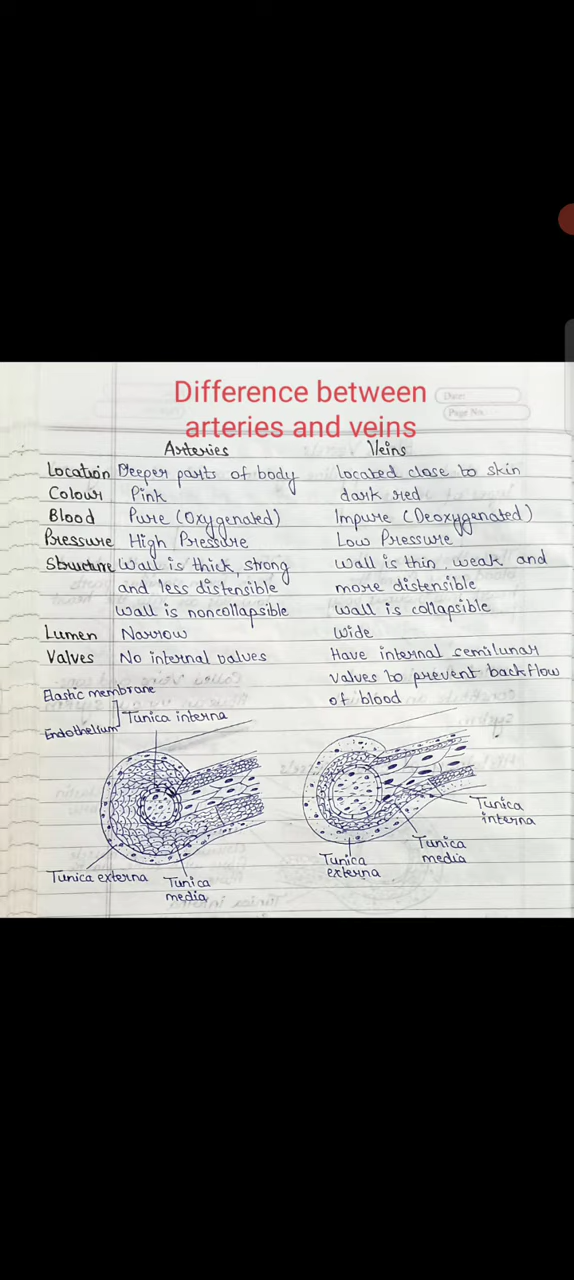 Difference between
arteries and veins
Date:
Page No.
Arteries Veins
Location Deeper parts of body Located close to skin
Colour Pink dark red
Blood Pure (Oxygenated) Impure (Deoxygenated)
Pressure High Pressure Low Pressure
Structure Wall is thick, strong Wall is thin, weak and
and less distensible more distensible
Wall is noncollapsible wall is collapsible
Lumen Narrow Wide
Valves No internal valves Have internal semilunar
valves to prevent backflow
of blood
Elastic membrane
Endothelium Tunica interna
Tunica externa
Tunica
media
Tunica
interna
Tunica
media
Tunica
externa